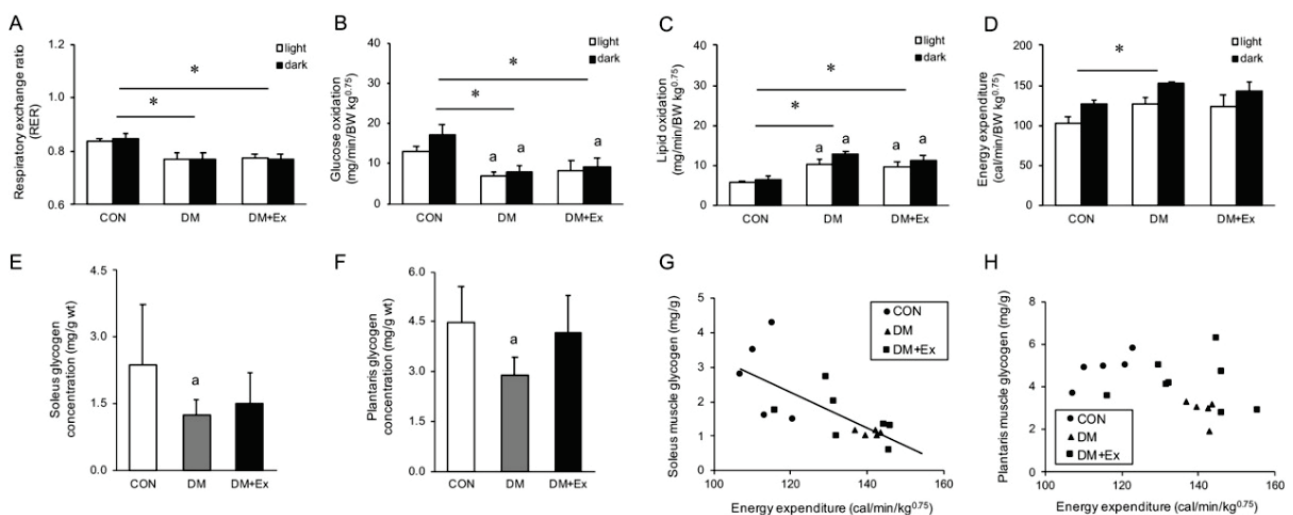 A
Respiratory exchange ratio
(RER)
1.2
1.0
0.8
0.6
light
dark
*
*
CON
DM
DM+Ex
B
Glucose oxidation
(mg/min/BW kg0.75)
40
30
20
10
0
light
dark
*
*
a
a
a
a
CON
DM
DM+Ex
C
Lipid oxidation
(mg/min/BW kg0.75)
40
30
20
10
0
light
dark
*
*
a
a
a
a
CON
DM
DM+Ex
D
Energy expenditure
(cal/min/BW kg0.75)
200
150
100
50
0
light
dark
*
CON
DM
DM+Ex
E
Soleus glycogen
concentration (mg/g wt)
4.5
3.0
1.5
0.0
a
CON
DM
DM+Ex
F
Plantaris glycogen
concentration (mg/g wt)
6.0
4.0
2.0
0.0
a
CON
DM
DM+Ex
G
Soleus muscle glycogen (mg/g)
5
4
3
2
1
0
CON
DM
DM+Ex
100
120
140
160
Energy expenditure (cal/min/kg0.75)
H
Plantaris muscle glycogen (mg/g)
8
6
4
2
0
CON
DM
DM+Ex
100
120
140
160
Energy expenditure (cal/min/kg0.75)